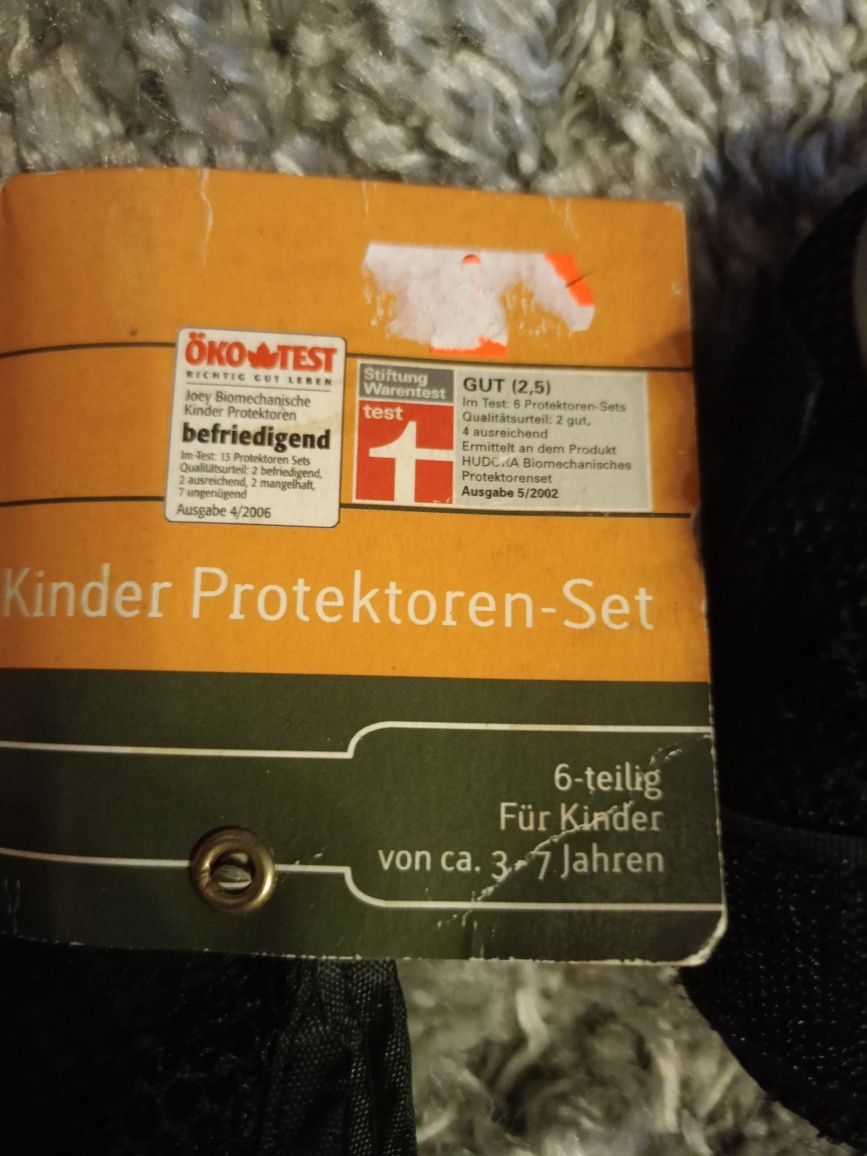 ÖKO TEST
RICHTIG GUT LEBEN
Joey Biomechanische
Kinder Protektoren
befriedigend
Im Test: 13 Protektoren Sets
Qualitätsurteil: 2 befriedigend,
2 ausreichend, 2 mangelhaft,
7 ungenügend
Ausgabe 4/2006
Stiftung
Warentest
test
GUT (2,5)
Im Test: 6 Protektoren-Sets
Qualitätsurteil: 2 gut,
4 ausreichend
Ermittelt an dem Produkt
HUDORA Biomechanisches
Protektorenset
Ausgabe 5/2002
Kinder Protektoren-Set
6-teilig
Für Kinder
von ca. 3 - 7 Jahren